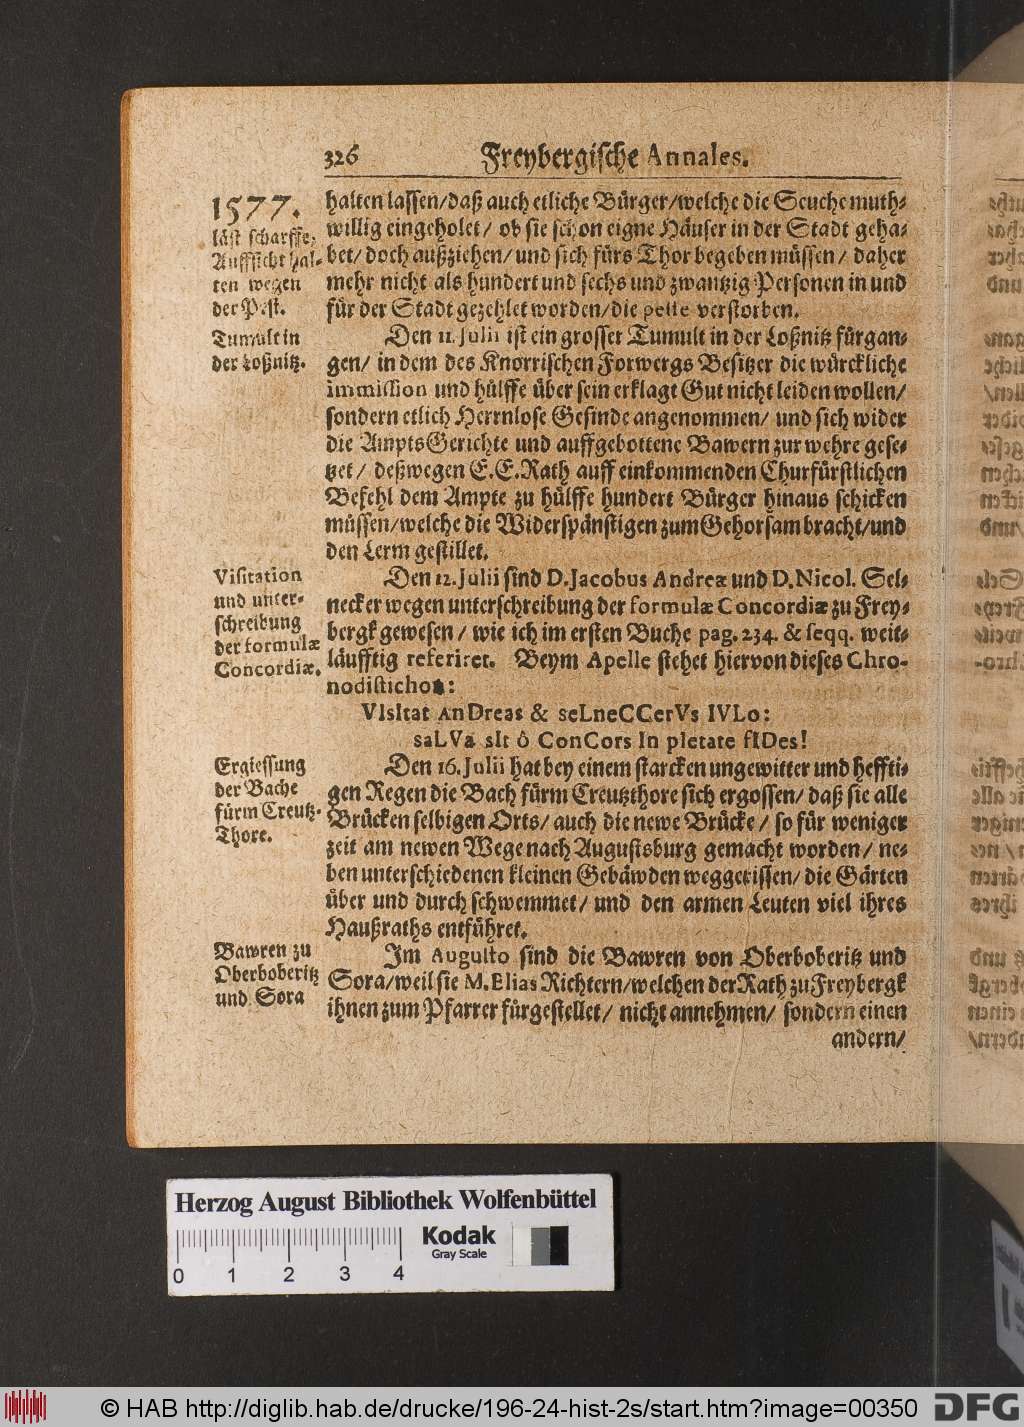 326 Freybergische Annales.
1577.
läst scharffe
Auffsicht hal-
ten wegen
der Pest.
halten lassen/daß auch etliche Bürger/welche die Seuche muth-
willig eingeholet/ ob sie schon eigne Häuser in der Stadt geha-
bet/doch außziehen/und sich fürs Thor begeben müssen/ daher
mehr nicht als hundert und sechs und zwantzig Personen in und
für der Stadt gezehlet worden/die peste verstorben.
Tumult in
der Loßnitz.
Den 11. Julii ist ein grosser Tumult in der Loßnitz fürgan-
gen/ in dem des Knorrischen Forwergs Besitzer die würckliche
immission und hülffe über sein erklagt Gut nicht leiden wollen/
sondern etlich Herrnlose Gesinde angenommen/ und sich wider
die AmptsGerichte und auffgebottene Bawern zur wehre gese-
tzet/ deßwegen E. E. Rath auff einkommenden Churfürstlichen
Befehl dem Ampte zu hülffe hundert Bürger hinaus schicken
müssen/welche die Widerspänstigen zum Gehorsam bracht/und
den Lerm gestillet.
Visitation
und unter-
schreibung
der formulæ
Concordiæ.
Den 12. Julii sind D. Jacobus Andreæ und D. Nicol. Sel-
necker wegen unterschreibung der formulæ Concordiæ zu Frey-
bergk gewesen/ wie ich im ersten Buche pag. 234. & seqq. weit-
läufftig referiret. Beym Apelle stehet hiervon dieses Chro-
nodistichon:
VIsItat AnDreas & seLneCCerVs IVLo:
saLVa sIt ô ConCors In pIetate fIDes!
Ergiessung
der Bache
fürm Creutz-
Thore.
Den 16. Julii hat bey einem starcken ungewitter und heffti-
gen Regen die Bach fürm Creutzthore sich ergossen/ daß sie alle
Brücken selbigen Orts/ auch die newe Brücke/ so für weniger
zeit am newen Wege nach Augustsburg gemacht worden/ ne-
ben unterschiedenen kleinen Gebäwden weggerissen/ die Gärten
über und durch schwemmet/ und den armen Leuten viel ihres
Haußraths entführet.
Bawren zu
Oberboberitz
und Sora
Im Augusto sind die Bawren von Oberboberitz und
Sora/weil sie M. Elias Richtern/welchen der Rath zu Freybergk
ihnen zum Pfarrer fürgestellet/ nicht annehmen/ sondern einen
andern/
Herzog August Bibliothek Wolfenbüttel
Kodak
Gray Scale
0 1 2 3 4
© HAB http://diglib.hab.de/drucke/196-24-hist-2s/start.htm?image=00350 DFG